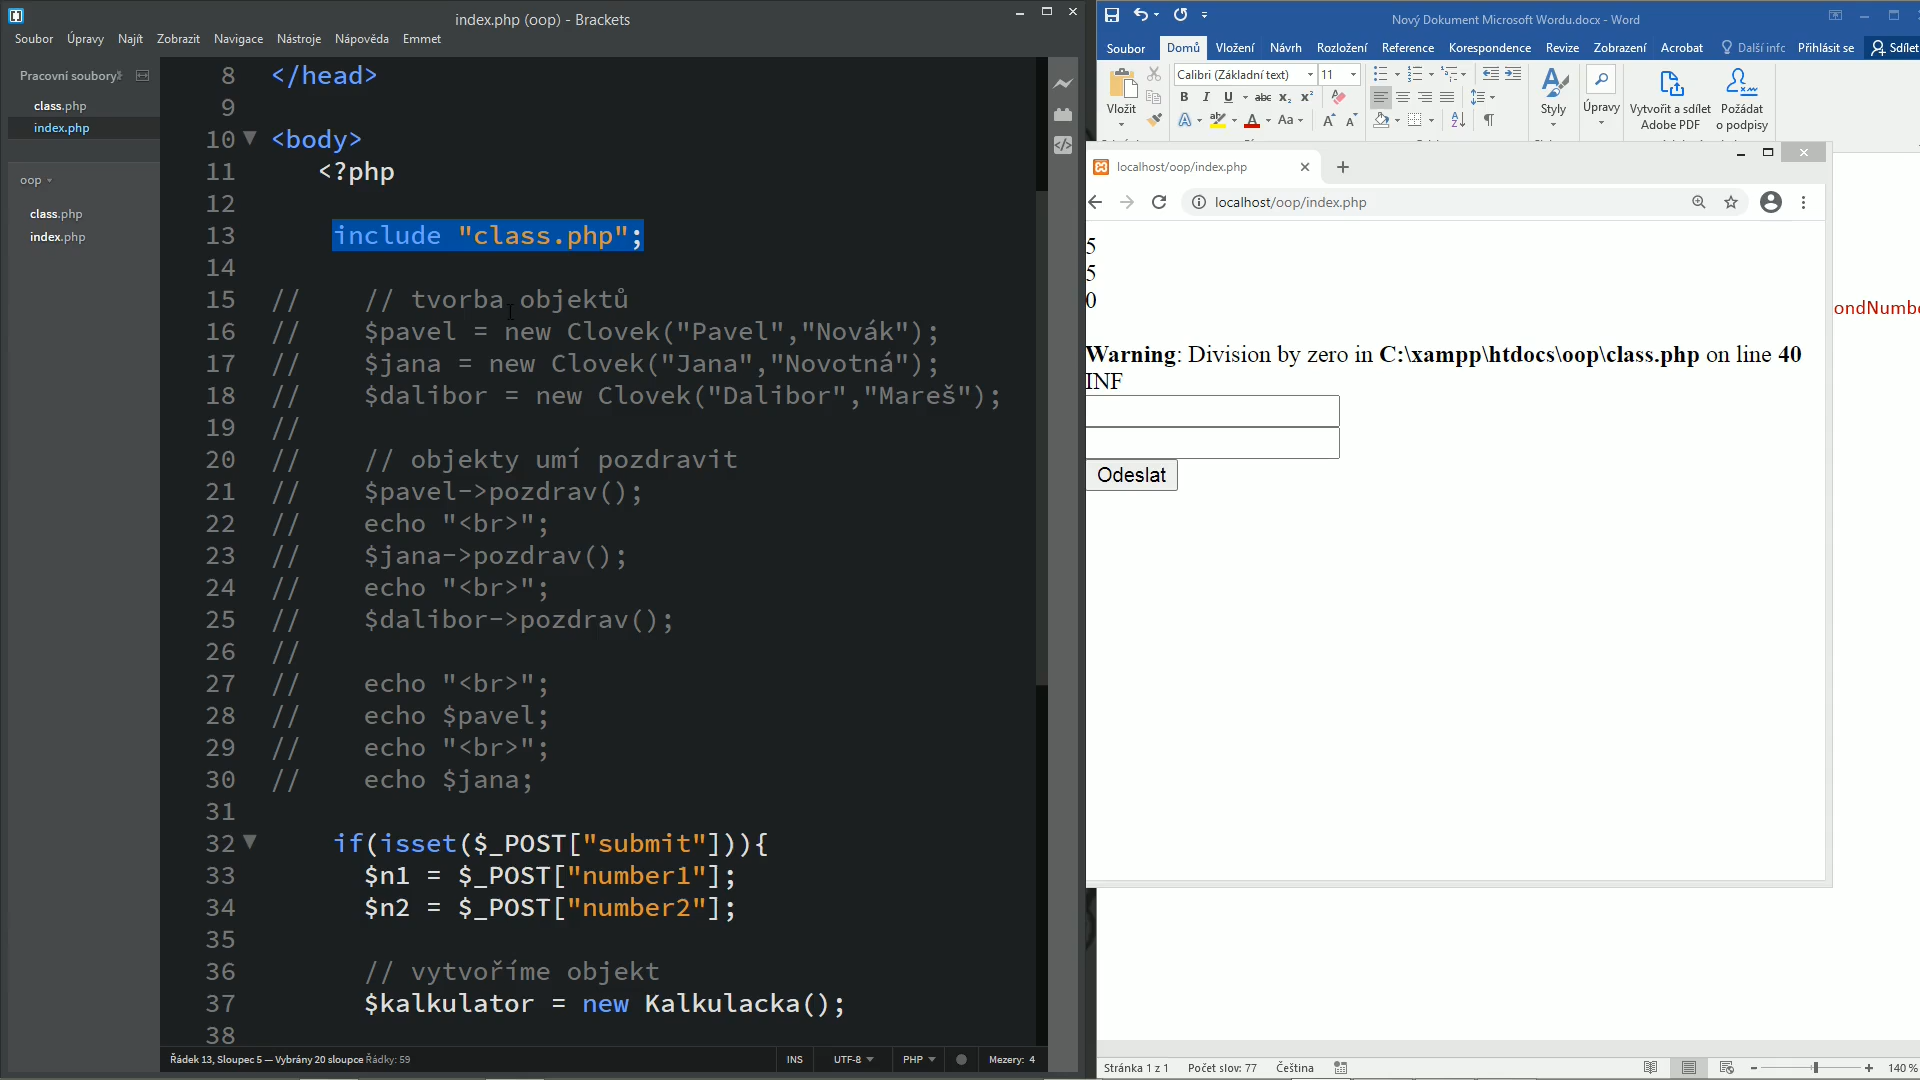 index.php (oop) - Brackets
Soubor Úpravy Najít Zobrazit Navigace Nástroje Nápověda Emmet
Pracovní soubory
class.php
index.php
oop
class.php
index.php
8 </head>
9
10 <body>
11 <?php
12
13 include "class.php";
14
15 // // tvorba objektů
16 // $pavel = new Clovek("Pavel","Novák");
17 // $jana = new Clovek("Jana","Novotná");
18 // $dalibor = new Clovek("Dalibor","Mareš");
19 //
20 // // objekty umí pozdravit
21 // $pavel->pozdrav();
22 // echo "<br>";
23 // $jana->pozdrav();
24 // echo "<br>";
25 // $dalibor->pozdrav();
26 //
27 // echo "<br>";
28 // echo $pavel;
29 // echo "<br>";
30 // echo $jana;
31
32 if(isset($_POST["submit"])){
33 $n1 = $_POST["number1"];
34 $n2 = $_POST["number2"];
35
36 // vytvoříme objekt
37 $kalkulator = new Kalkulacka();
38
Řádek 13, Sloupec 5 — Vybrány 20 sloupce Řádky: 59
INS UTF-8 PHP Mezery: 4
Nový Dokument Microsoft Wordu.docx - Word
Soubor Domů Vložení Návrh Rozložení Reference Korespondence Revize Zobrazení Acrobat Další infc Přihlásit se Sdílet
Vložit
Calibri (Základní text) 11
B I U abc x₂ x² A
A ab A Aa A A
Styly
Úpravy
Vytvořit a sdílet
Adobe PDF
Požádat
o podpisy
localhost/oop/index.php
localhost/oop/index.php
5
5
0
Warning: Division by zero in C:\xampp\htdocs\oop\class.php on line 40
INF
Odeslat
ondNumbe
Stránka 1 z 1 Počet slov: 77 Čeština
140 %